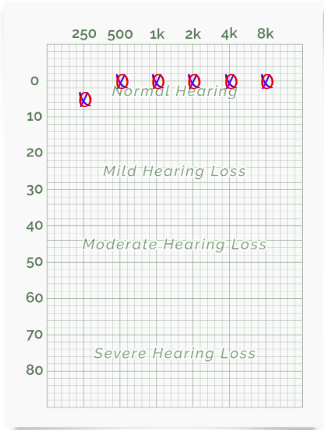 250 500 1k 2k 4k 8k
0
Normal Hearing
10
20
Mild Hearing Loss
30
40
Moderate Hearing Loss
50
60
70
Severe Hearing Loss
80